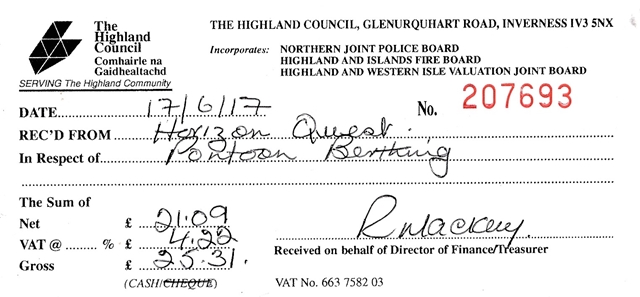 The Highland Council
Comhairle na Gaidhealtachd
SERVING The Highland Community
THE HIGHLAND COUNCIL, GLENURQUHART ROAD, INVERNESS IV3 5NX
Incorporates: NORTHERN JOINT POLICE BOARD
HIGHLAND AND ISLANDS FIRE BOARD
HIGHLAND AND WESTERN ISLE VALUATION JOINT BOARD
DATE 17/6/17 No. 207693
REC'D FROM Horizon Quest.
In Respect of Pontoon Berthing
The Sum of
Net £ 21.09
VAT @ ...... % £ 4.22
Gross £ 25.31.
(CASH/CHEQUE)
R Mackay
Received on behalf of Director of Finance/Treasurer
VAT No. 663 7582 03